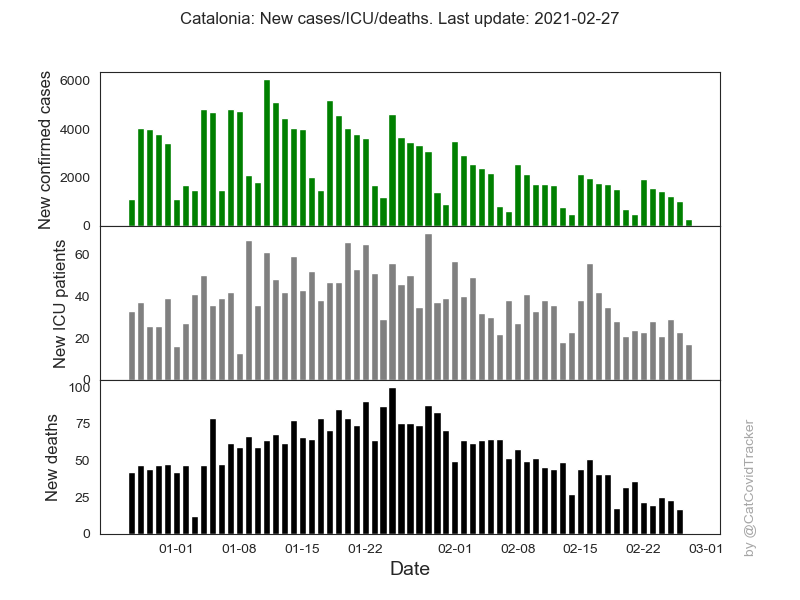 Catalonia: New cases/ICU/deaths. Last update: 2021-02-27
New confirmed cases
6000
4000
2000
0
New ICU patients
60
40
20
0
New deaths
100
75
50
25
0
01-01 01-08 01-15 01-22 02-01 02-08 02-15 02-22 03-01
Date
by @CatCovidTracker